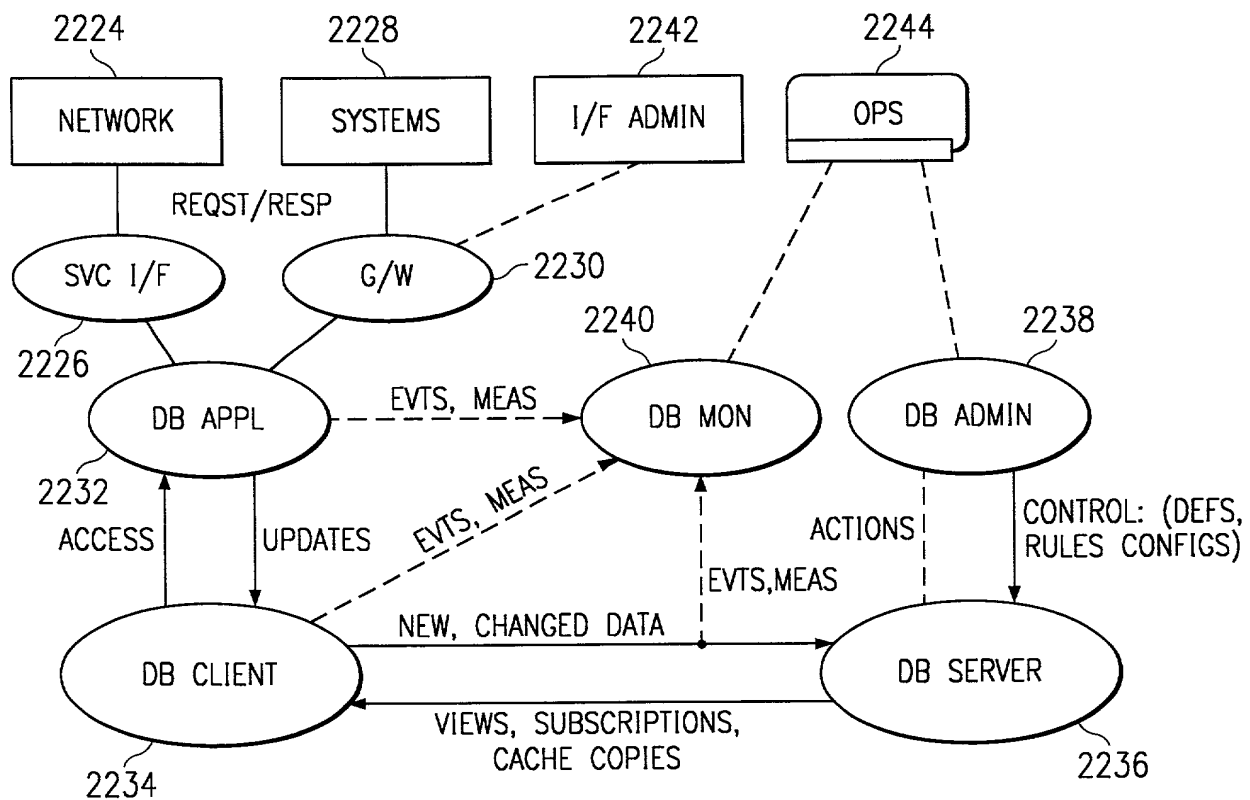 2224
2228
2242
2244
NETWORK
SYSTEMS
I/F ADMIN
OPS
REQST/RESP
SVC I/F
G/W
2230
2226
2240
2238
DB APPL
EVTS, MEAS
DB MON
DB ADMIN
2232
ACCESS
UPDATES
EVTS, MEAS
ACTIONS
CONTROL: (DEFS,
RULES CONFIGS)
EVTS,MEAS
NEW, CHANGED DATA
DB CLIENT
DB SERVER
VIEWS, SUBSCRIPTIONS,
CACHE COPIES
2234
2236